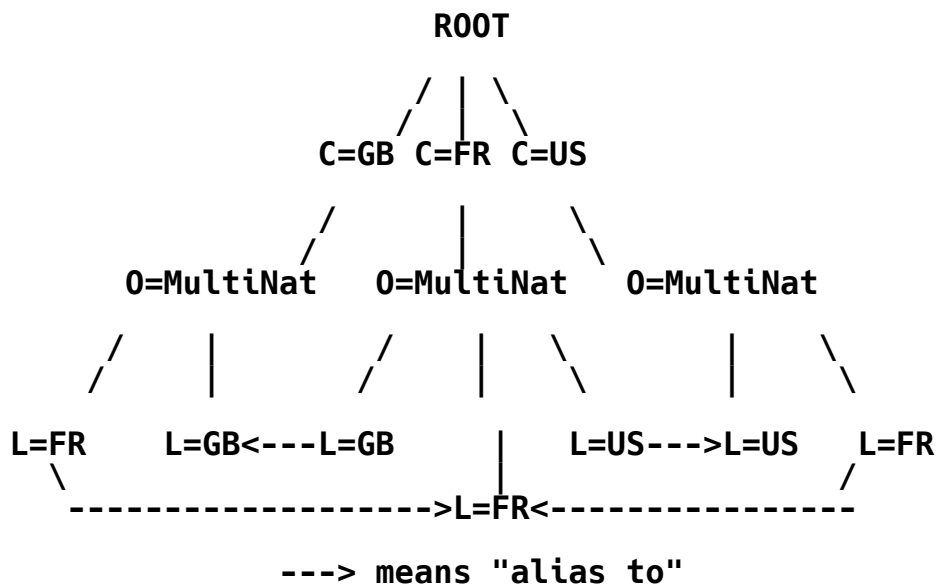 ROOT
/ | \
/ | \
C=GB C=FR C=US
/ | \
/ | \
O=MultiNat O=MultiNat O=MultiNat
/ | / | \ | \
/ | / | \ | \
L=FR L=GB<---L=GB | L=US--->L=US L=FR
\ | /
------------------->L=FR<----------------
---> means "alias to"